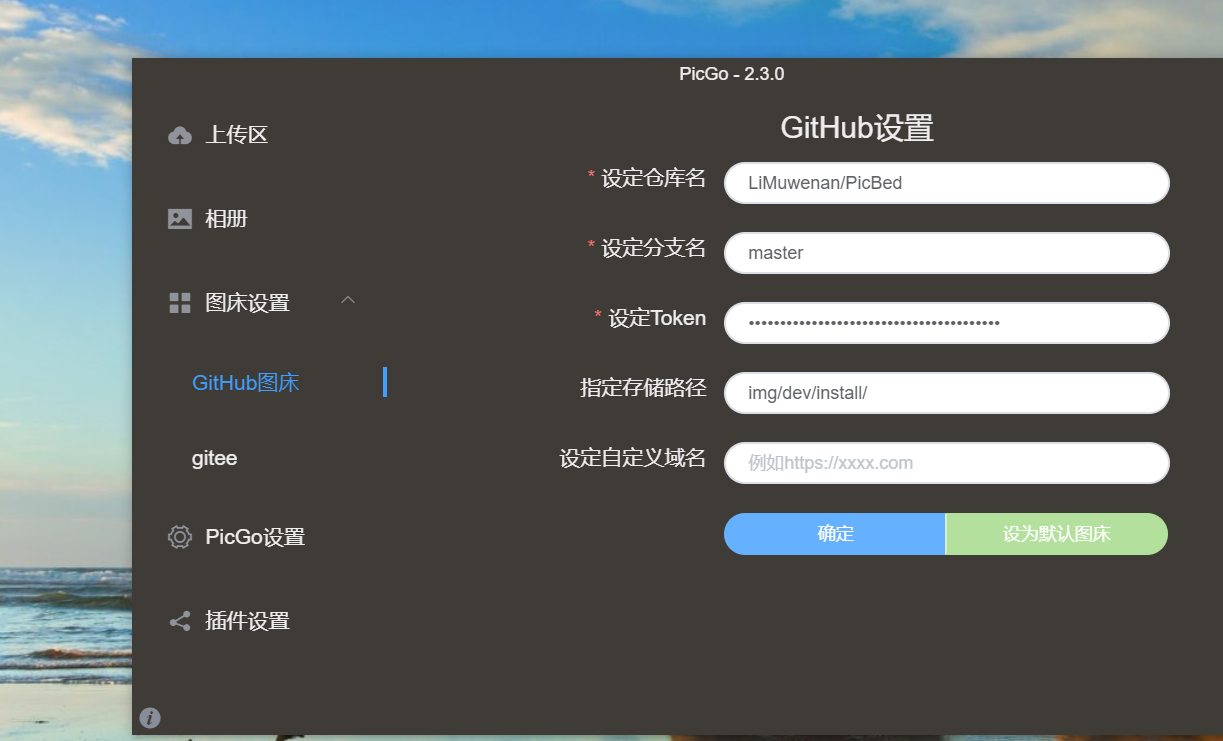 PicGo - 2.3.0
上传区
相册
图床设置
GitHub图床
gitee
PicGo设置
插件设置
GitHub设置
* 设定仓库名 LiMuwenan/PicBed
* 设定分支名 master
* 设定Token ••••••••••••••••••••••••••••••••••••••••
指定存储路径 img/dev/install/
设定自定义域名 例如https://xxxx.com
确定 设为默认图床